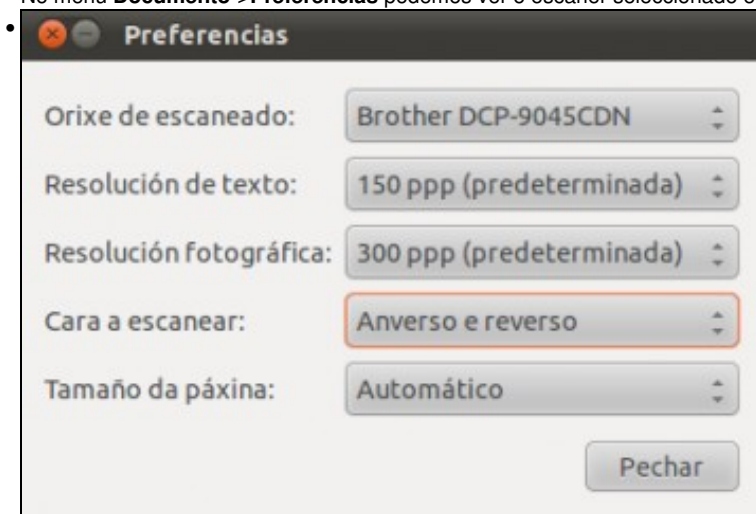 Preferencias
Orixe de escaneado: Brother DCP-9045CDN
Resolución de texto: 150 ppp (predeterminada)
Resolución fotográfica: 300 ppp (predeterminada)
Cara a escanear: Anverso e reverso
Tamaño da páxina: Automático
Pechar